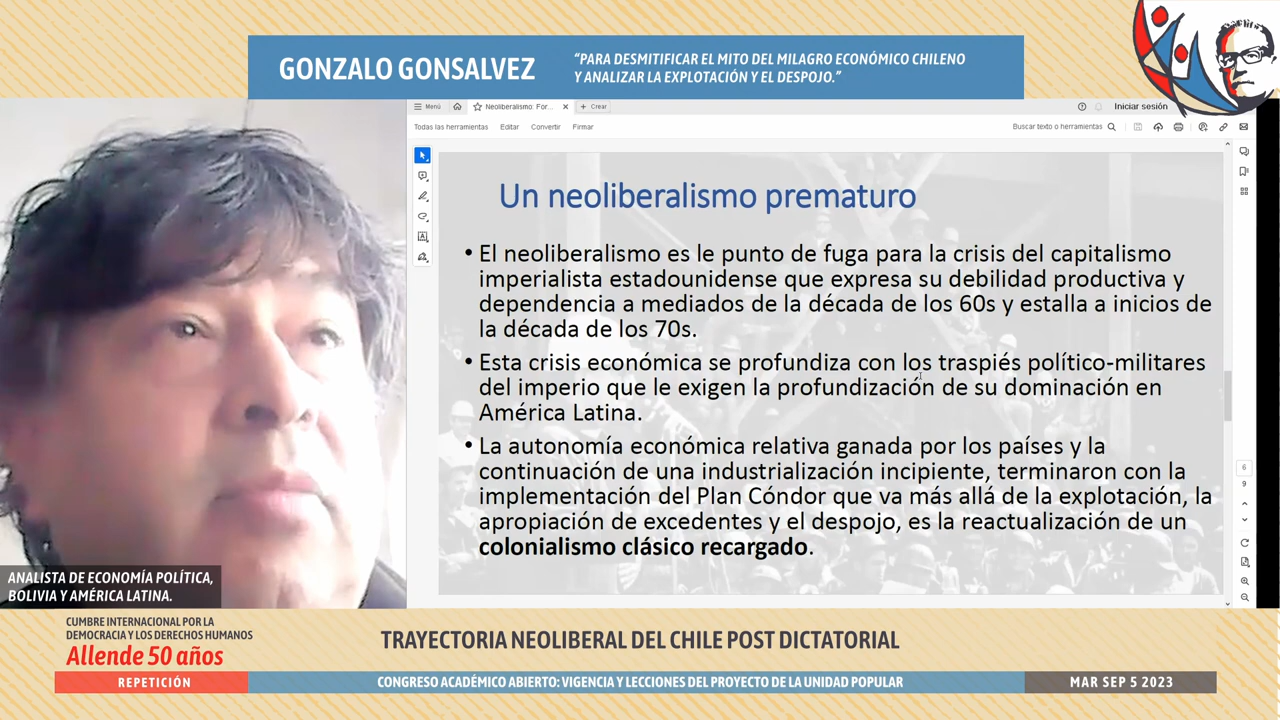 GONZALO GONSALVEZ
“PARA DESMITIFICAR EL MITO DEL MILAGRO ECONÓMICO CHILENO
Y ANALIZAR LA EXPLOTACIÓN Y EL DESPOJO.”
Menú
Neoliberalismo: For...
Crear
Iniciar sesión
Todas las herramientas
Editar
Convertir
Firmar
Buscar texto o herramientas
Un neoliberalismo prematuro
• El neoliberalismo es le punto de fuga para la crisis del capitalismo
imperialista estadounidense que expresa su debilidad productiva y
dependencia a mediados de la década de los 60s y estalla a inicios de
la década de los 70s.
• Esta crisis económica se profundiza con los traspiés político-militares
del imperio que le exigen la profundización de su dominación en
América Latina.
• La autonomía económica relativa ganada por los países y la
continuación de una industrialización incipiente, terminaron con la
implementación del Plan Cóndor que va más allá de la explotación, la
apropiación de excedentes y el despojo, es la reactualización de un
colonialismo clásico recargado.
6
9
ANALISTA DE ECONOMÍA POLÍTICA,
BOLIVIA Y AMÉRICA LATINA.
CUMBRE INTERNACIONAL POR LA
DEMOCRACIA Y LOS DERECHOS HUMANOS
Allende 50 años
REPETICIÓN
TRAYECTORIA NEOLIBERAL DEL CHILE POST DICTATORIAL
CONGRESO ACADÉMICO ABIERTO: VIGENCIA Y LECCIONES DEL PROYECTO DE LA UNIDAD POPULAR
MAR SEP 5 2023